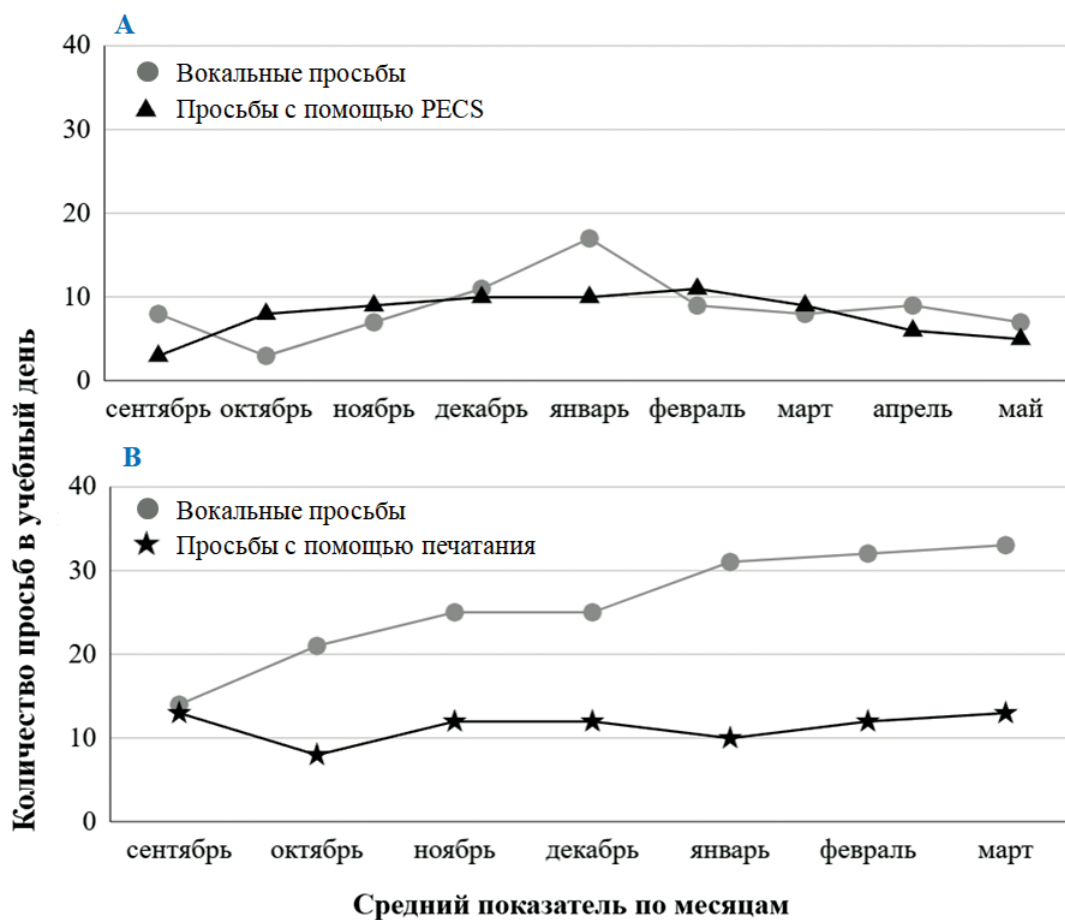 A
40
30
20
10
0
Вокальные просьбы
Просьбы с помощью PECS
сентябрь октябрь ноябрь декабрь январь февраль март апрель май
B
40
30
20
10
0
Вокальные просьбы
Просьбы с помощью печатания
сентябрь октябрь ноябрь декабрь январь февраль март
Количество просьб в учебный день
Средний показатель по месяцам